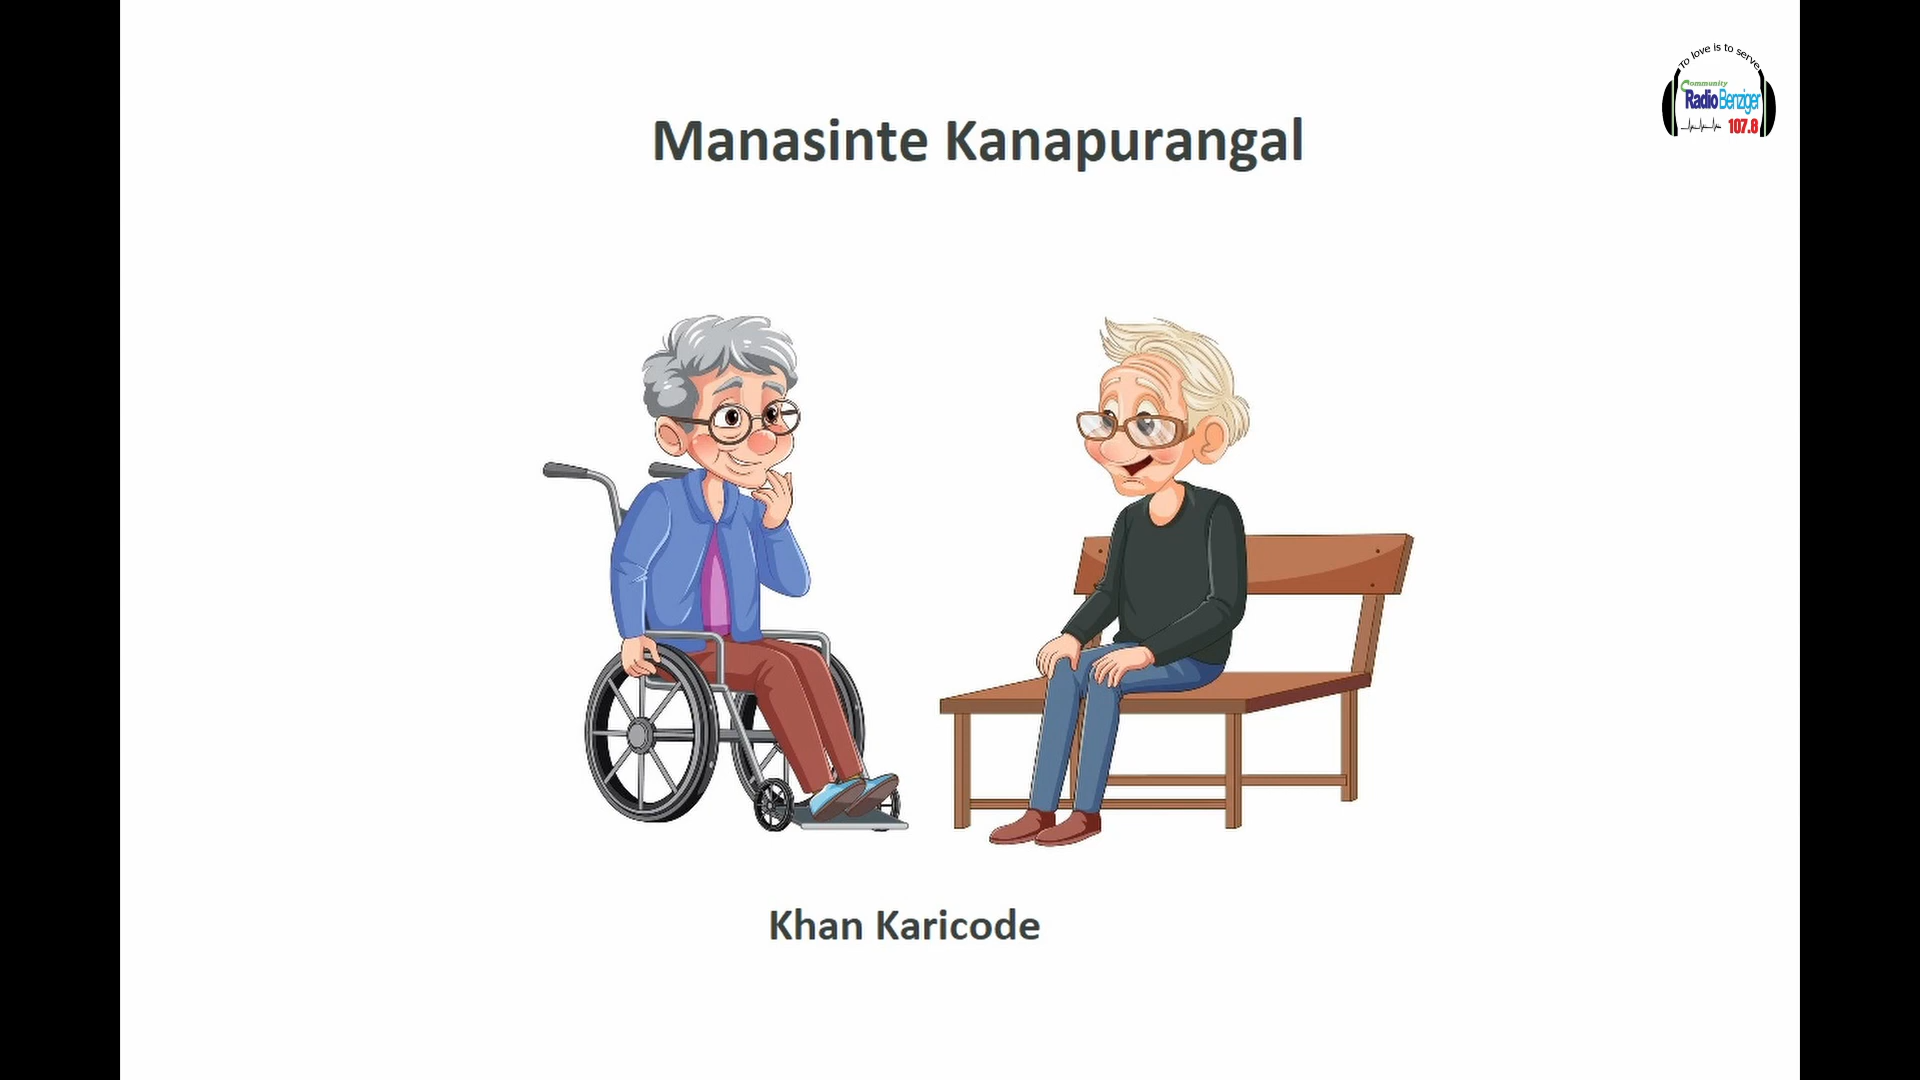 To love is to serve
Community
Radio Benziger
107.8
Manasinte Kanapurangal
Khan Karicode